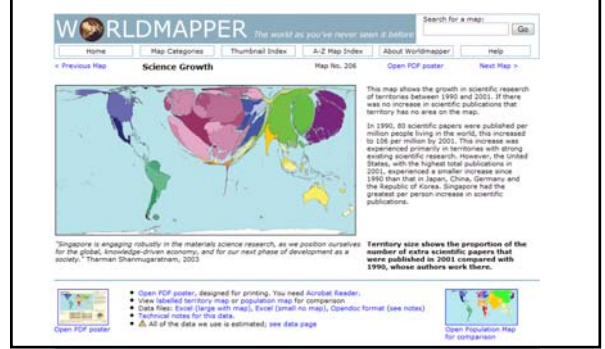 WORLDMAPPER The world as you've never seen it before
Search for a map:
Go
Home Map Categories Thumbnail Index A-Z Map Index About Worldmapper Help
< Previous Map Science Growth Map No. 206 Open PDF poster Next Map >
This map shows the growth in scientific research
of territories between 1990 and 2001. If there
was no increase in scientific publications that
territory has no area on the map.
In 1990, 80 scientific papers were published per
million people living in the world, this increased
to 106 per million by 2001. This increase was
experienced primarily in territories with strong
existing scientific research. However, the United
States, with the highest total publications in
2001, experienced a smaller increase since
1990 than that in Japan, China, Germany and
the Republic of Korea. Singapore had the
greatest per person increase in scientific
publications.
"Singapore is engaging robustly in the materials science research, as we position ourselves
for the global, knowledge-driven economy, and for our next phase of development as a
society." Tharman Shanmugaratnam, 2003
Territory size shows the proportion of the
number of extra scientific papers that
were published in 2001 compared with
1990, whose authors work there.
Open PDF poster, designed for printing. You need Acrobat Reader.
View labelled territory map or population map for comparison
Data files: Excel (large with map), Excel (small no map), Opendoc format (see notes)
Technical notes for this data.
All of the data we use is estimated; see data page
Open PDF poster
Open Population Map
for comparison